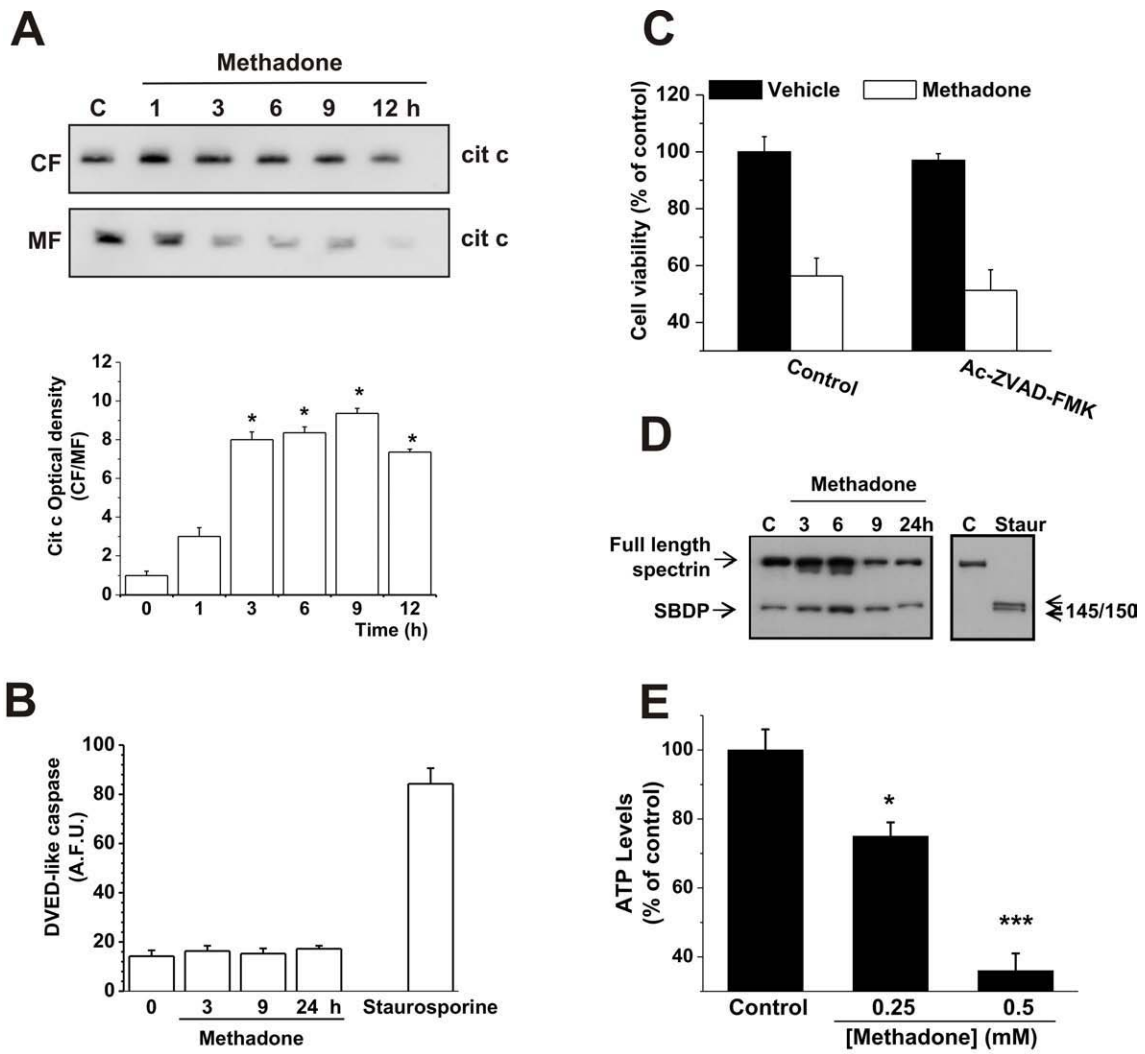 A
Methadone
C 1 3 6 9 12 h
CF cit c
MF cit c
12
10
8
6
4
2
0
Cit c Optical density
(CF/MF)
* * * *
0 1 3 6 9 12
Time (h)
B
100
80
60
40
20
0
DVED-like caspase
(A.F.U.)
0 3 9 24 h Staurosporine
Methadone
C
Vehicle Methadone
120
100
80
60
40
Cell viability (% of control)
Control Ac-ZVAD-FMK
D
Methadone
C 3 6 9 24h C Staur
Full length
spectrin
SBDP 145/150
E
100
80
60
40
ATP Levels
(% of control)
* ***
Control 0.25 0.5
[Methadone] (mM)